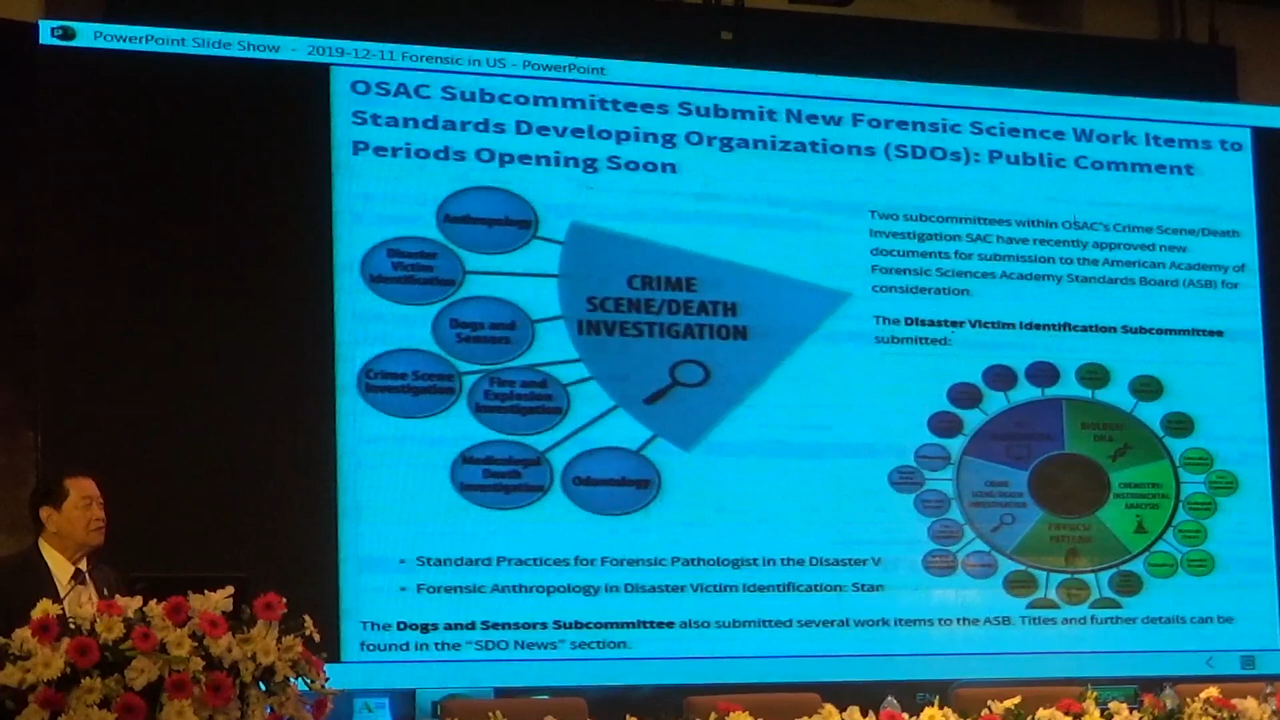 PowerPoint Slide Show - 2019-12-11 Forensic in US - PowerPoint
OSAC Subcommittees Submit New Forensic Science Work Items to
Standards Developing Organizations (SDOs): Public Comment
Periods Opening Soon
Anthropology
Disaster
Victim
Identification
Dogs and
Sensors
Crime Scene
Investigation
Fire and
Explosion
Investigation
Medicolegal
Death
Investigation
Odontology
CRIME
SCENE/DEATH
INVESTIGATION
Two subcommittees within OSAC's Crime Scene/Death
Investigation SAC have recently approved new
documents for submission to the American Academy of
Forensic Sciences Academy Standards Board (ASB) for
consideration.
The Disaster Victim Identification Subcommittee
submitted:
BIOLOGY/
DNA
CRIME
SCENE/DEATH
INVESTIGATION
CHEMISTRY/
INSTRUMENTAL
ANALYSIS
PHYSICS/
PATTERN
• Standard Practices for Forensic Pathologist in the Disaster V
• Forensic Anthropology in Disaster Victim Identification: Stan
The Dogs and Sensors Subcommittee also submitted several work items to the ASB. Titles and further details can be
found in the "SDO News" section.
EN